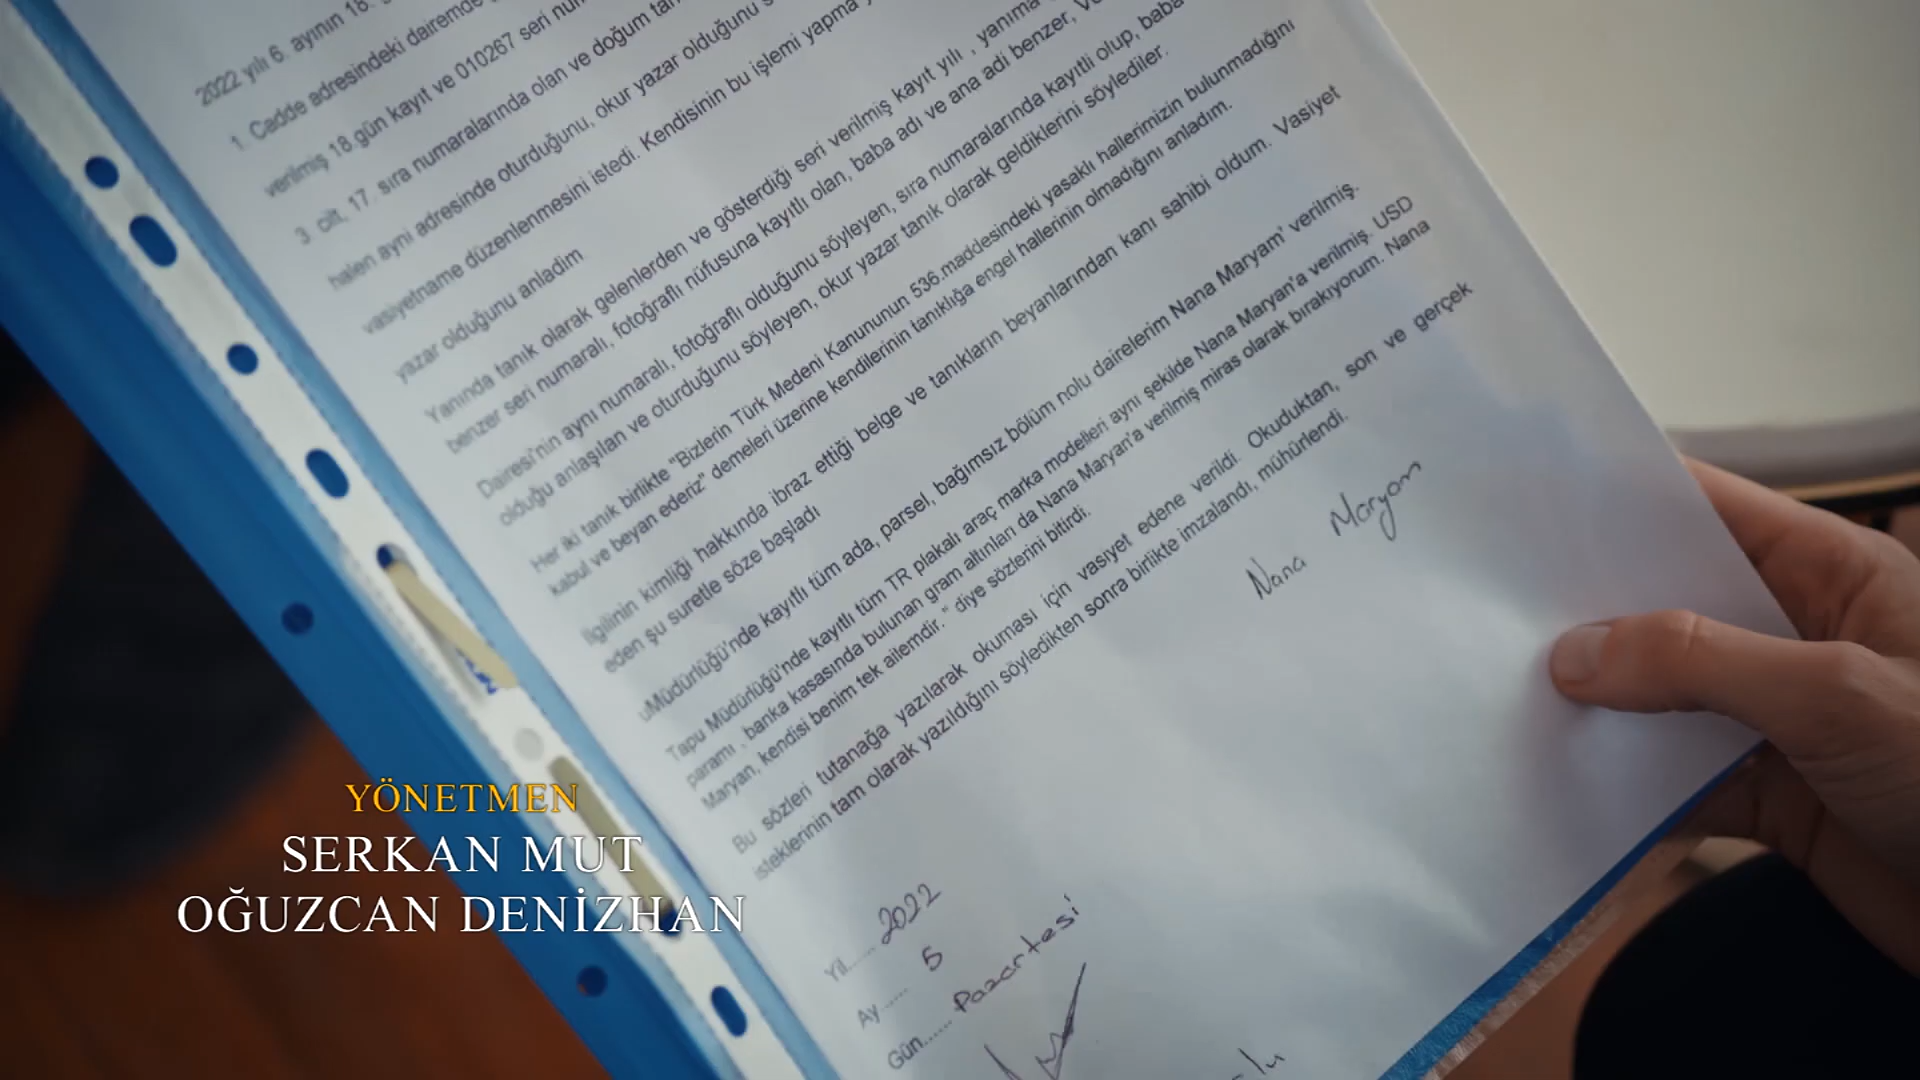 2022 yılı 6. ayının 18.
1. Cadde adresindeki dairemde
verilmiş 18.gün kayıt ve 010267 seri
3. cilt, 17. sıra numaralarında olan ve doğum
halen ayni adresinde oturduğunu, okur yazar olduğunu
vasiyetname düzenlenmesini istedi. Kendisinin bu işlemi yapma
yazar olduğunu anladim.
Yanında tanık olarak gelenlerden ve gösterdiği seri verilmiş kayıt yılı , yanıma
benzer seri numaralı, fotoğraflı nüfusuna kayıtlı olan, baba adı ve ana adi benzer,
Dairesi'nin aynı numaralı, fotoğraflı olduğunu söyleyen, sıra numaralarında kayıtli olup, baba
olduğu anlaşılan ve oturduğunu söyleyen, okur yazar tanık olarak geldiklerini söylediler.
Her iki tanık birlikte "Bizlerin Türk Medeni Kanununun 536.maddesindeki yasaklı hallerimizin bulunmadığını
kabul ve beyan ederiz" demeleri üzerine kendilerinin tanıklığa engel hallerinin olmadığını anladım.
İlgilinin kimliği hakkında ibraz ettiği belge ve tanıkların beyanlarından kanı sahibi oldum. Vasiyet
eden şu suretle söze başladı
uMüdürlüğü'nde kayıtlı tüm ada, parsel, bağımsız bölüm nolu dairelerim Nana Maryam' verilmiş.
Tapu Müdürlüğü'nde kayıtlı tüm TR plakalı araç marka modelleri aynı şekilde Nana Maryan'a verilmiş. USD
paramı , banka kasasında bulunan gram altınları da Nana Maryan'a verilmiş miras olarak bırakıyorum. Nana
Maryan, kendisi benim tek ailemdir." diye sözlerini bitirdi.
Bu sözleri tutanağa yazılarak okuması için vasiyet edene verildi. Okuduktan, son ve gerçek
isteklerinin tam olarak yazıldığını söyledikten sonra birlikte imzalandı, mühürlendi.
Nana Maryam
Yıl...... 2022
Ay ...... 5
Gün...... Pazartesi
YÖNETMEN
SERKAN MUT
OĞUZCAN DENİZHAN